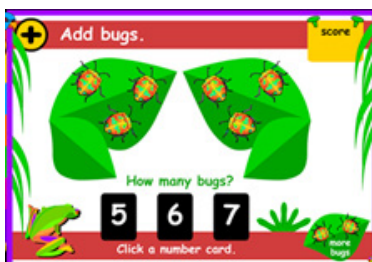 + Add bugs.
score
How many bugs?
5 6 7
Click a number card.
more
bugs